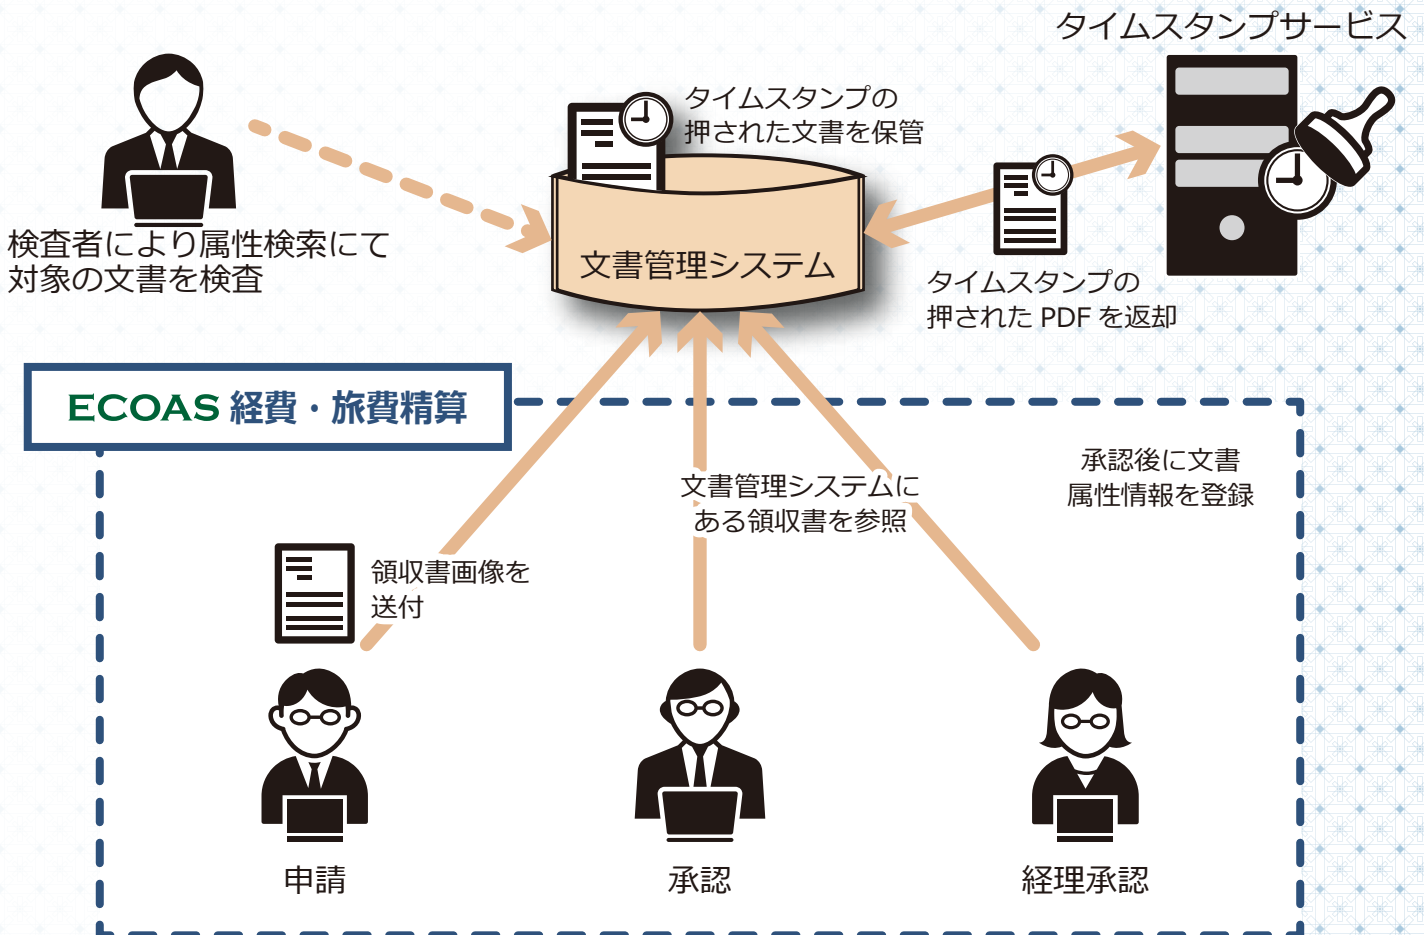 タイムスタンプサービス
タイムスタンプの
押された文書を保管
検査者により属性検索にて
対象の文書を検査
文書管理システム
タイムスタンプの
押された PDF を返却
ECOAS 経費・旅費精算
承認後に文書
属性情報を登録
文書管理システムに
ある領収書を参照
領収書画像を
送付
申請
承認
経理承認